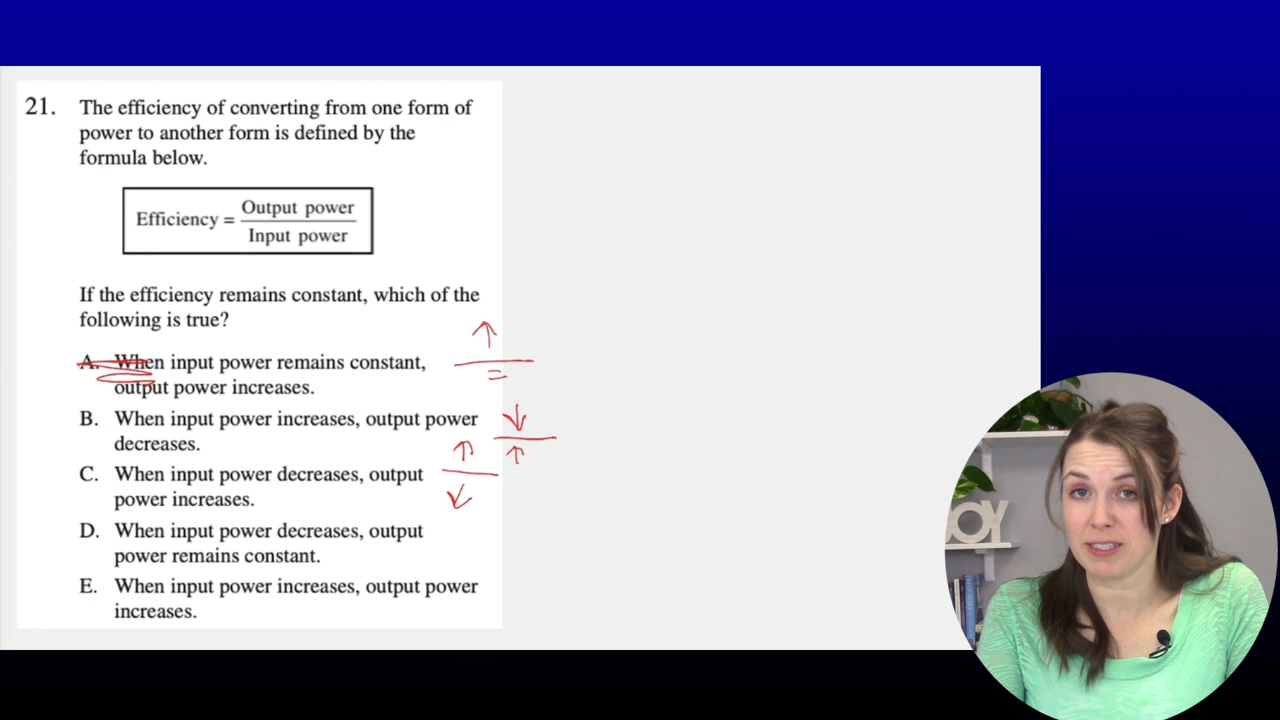 21. The efficiency of converting from one form of
power to another form is defined by the
formula below.
Efficiency = Output power / Input power
If the efficiency remains constant, which of the
following is true?
A. When input power remains constant,
output power increases.
↑ / =
B. When input power increases, output power
decreases.
↓ / ↑
C. When input power decreases, output
power increases.
↑ / ↓
D. When input power decreases, output
power remains constant.
E. When input power increases, output power
increases.
OY